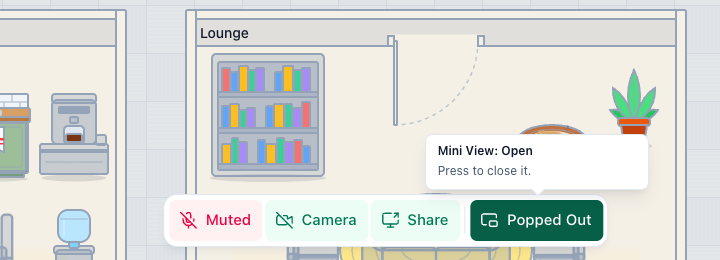 Lounge
Mini View: Open
Press to close it.
Muted
Camera
Share
Popped Out